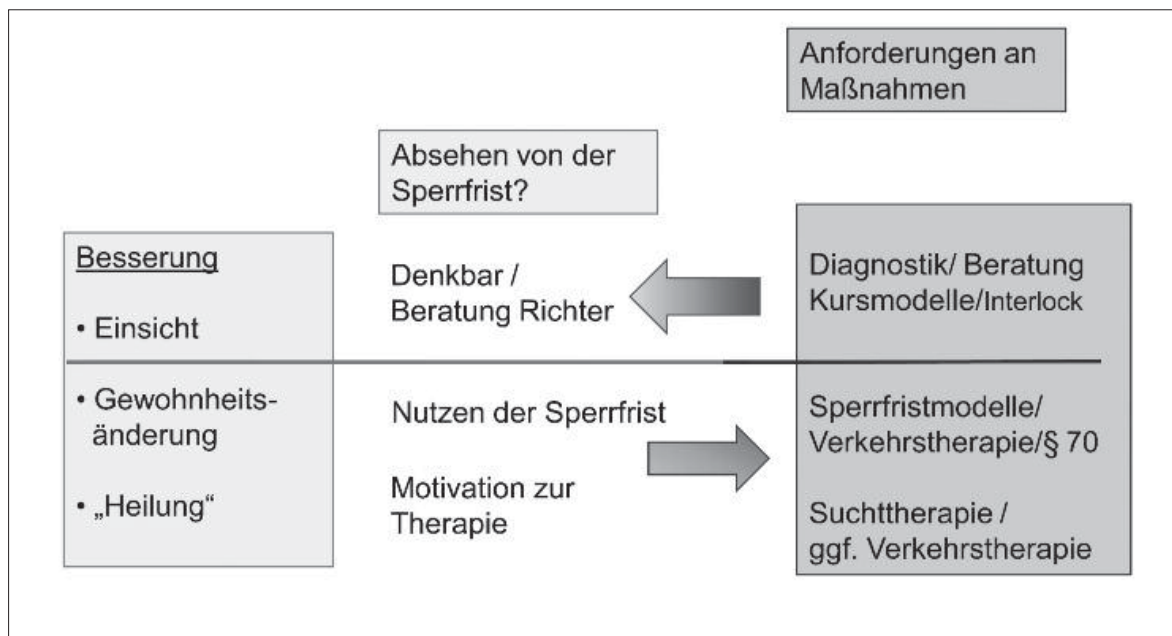 Anforderungen an
Maßnahmen
Absehen von der
Sperrfrist?
Besserung
• Einsicht
• Gewohnheits-
änderung
• „Heilung“
Denkbar /
Beratung Richter
Nutzen der Sperrfrist
Motivation zur
Therapie
Diagnostik/ Beratung
Kursmodelle/Interlock
Sperrfristmodelle/
Verkehrstherapie/§ 70
Suchttherapie /
ggf. Verkehrstherapie